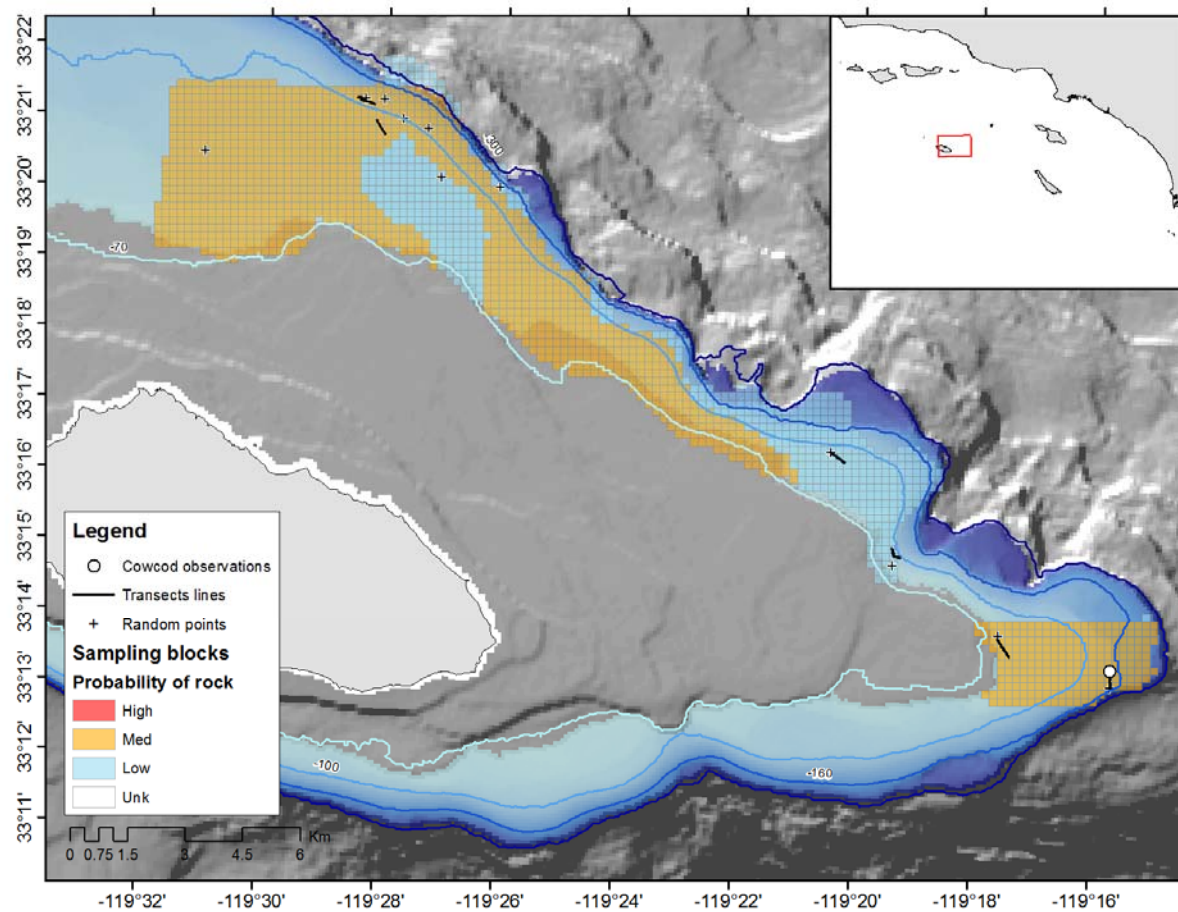 33°22'
33°21'
33°20'
33°19'
33°18'
33°17'
33°16'
33°15'
33°14'
33°13'
33°12'
33°11'
-300
-70
-100
-160
Legend
Cowcod observations
Transects lines
Random points
Sampling blocks
Probability of rock
High
Med
Low
Unk
Km
0 0.75 1.5 3 4.5 6
-119°32' -119°30' -119°28' -119°26' -119°24' -119°22' -119°20' -119°18' -119°16'